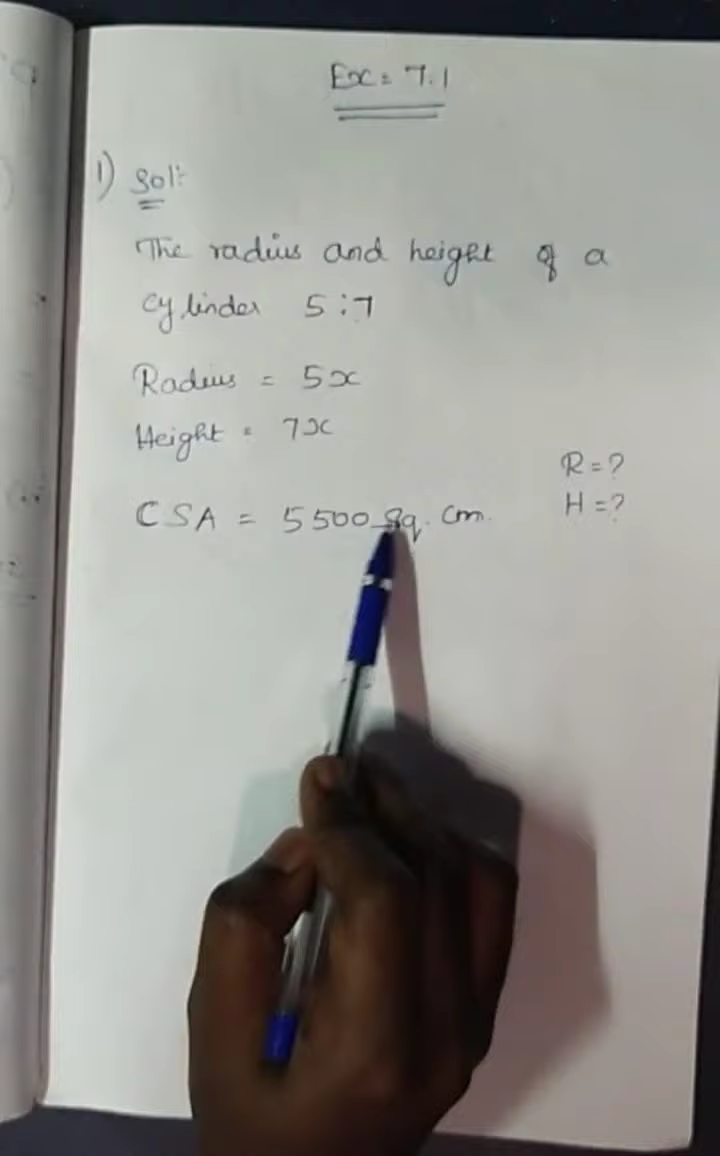 Ex = 7.1
1) Sol:
The radius and height of a
cylinder 5:7
Radius = 5x
Height = 7x
R = ?
CSA = 5500 Sq. cm.
H = ?